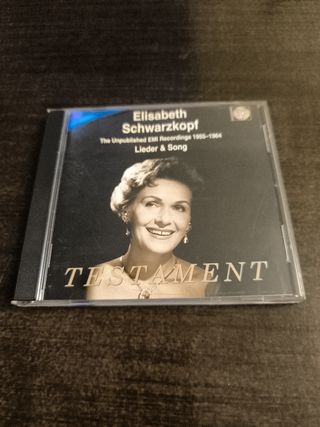 Elisabeth
Schwarzkopf
The Unpublished EMI Recordings 1955-1964
Lieder & Song
TESTAMENT